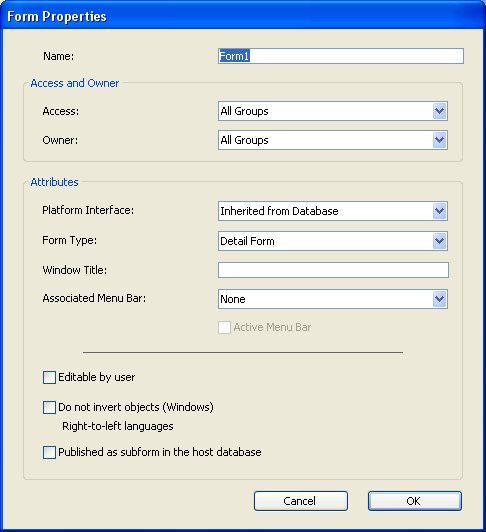 Form Properties
Name: Form1
Access and Owner
Access: All Groups
Owner: All Groups
Attributes
Platform Interface: Inherited from Database
Form Type: Detail Form
Window Title:
Associated Menu Bar: None
Active Menu Bar
Editable by user
Do not invert objects (Windows)
Right-to-left languages
Published as subform in the host database
Cancel OK